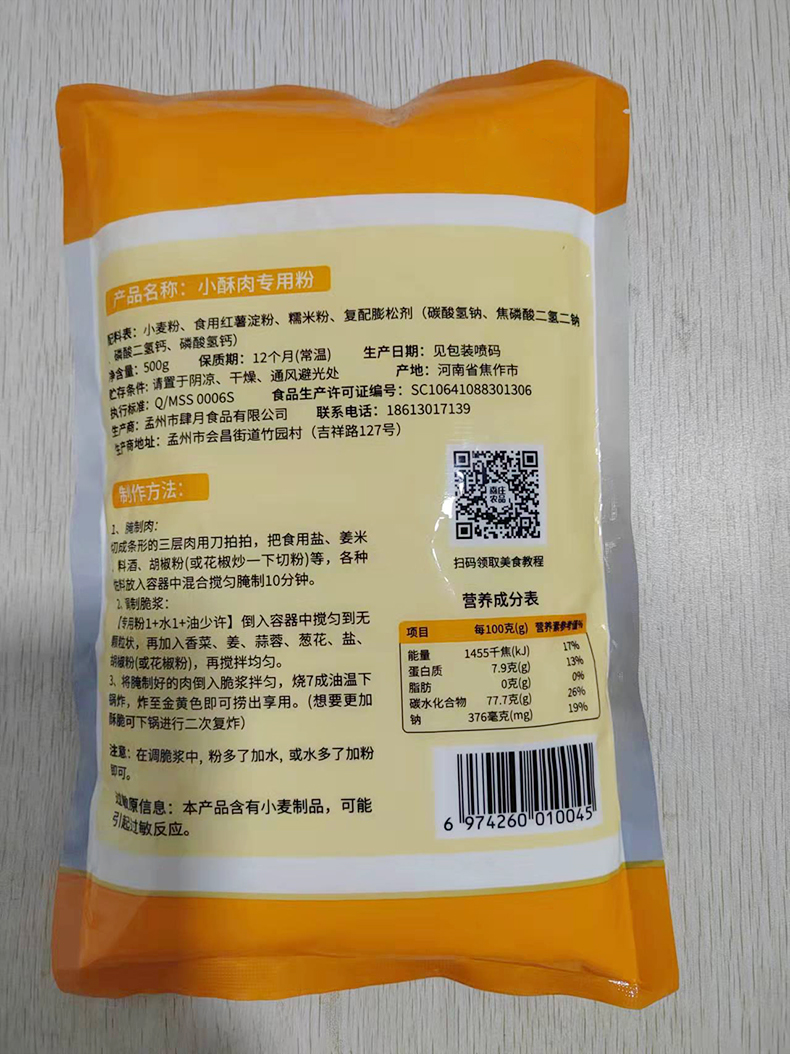 产品名称：小酥肉专用粉
配料表：小麦粉、食用红薯淀粉、糯米粉、复配膨松剂（碳酸氢钠、焦磷酸二氢二钠
、磷酸二氢钙、磷酸氢钙）
净含量：500g 保质期：12个月(常温) 生产日期：见包装喷码
贮存条件：请置于阴凉、干燥、通风避光处 产地：河南省焦作市
执行标准：Q/MSS 0006S 食品生产许可证编号：SC10641088301306
生产商：孟州市肆月食品有限公司 联系电话：18613017139
生产商地址：孟州市会昌街道竹园村（吉祥路127号）
制作方法：
1、腌制肉：
切成条形的三层肉用刀拍拍，把食用盐、姜米
、料酒、胡椒粉(或花椒炒一下切粉)等，各种
佐料放入容器中混合搅匀腌制10分钟。
2、调制脆浆：
【专用粉1+水1+油少许】倒入容器中搅匀到无
颗粒状，再加入香菜、姜、蒜蓉、葱花、盐、
胡椒粉(或花椒粉)，再搅拌均匀。
3、将腌制好的肉倒入脆浆拌匀，烧7成油温下
锅炸，炸至金黄色即可捞出享用。(想要更加
酥脆可下锅进行二次复炸)
注意：在调脆浆中，粉多了加水，或水多了加粉
即可。
过敏原信息：本产品含有小麦制品，可能
引起过敏反应。
嘉庄
农品
扫码领取美食教程
营养成分表
项目 每100克(g) 营养素参考值%
能量 1455千焦(kJ) 17%
蛋白质 7.9克(g) 13%
脂肪 0克(g) 0%
碳水化合物 77.7克(g) 26%
钠 376毫克(mg) 19%
6 974260 010045